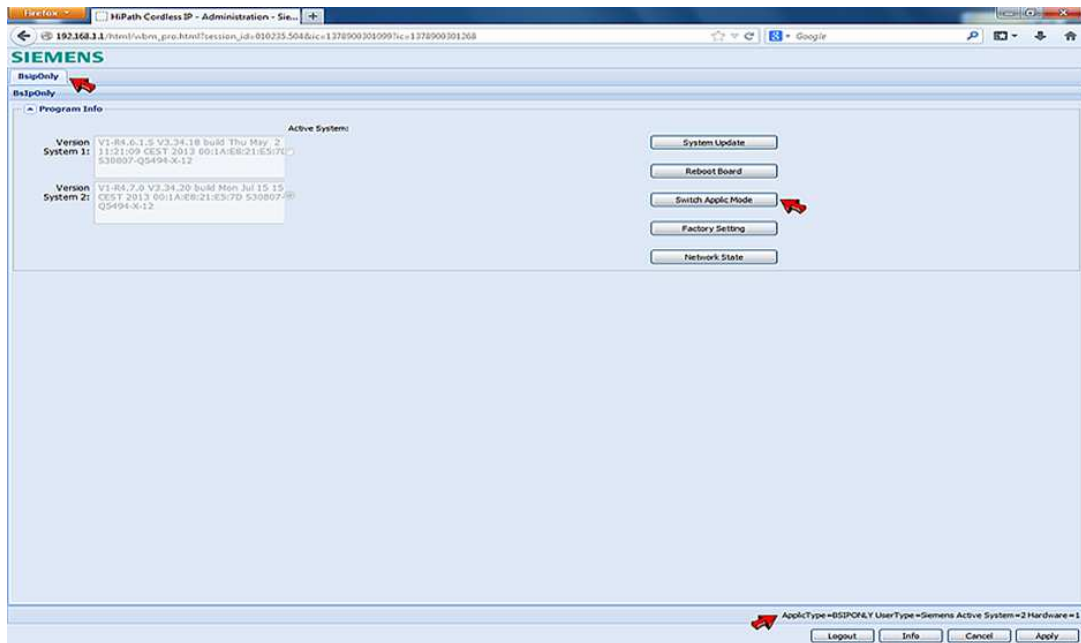 Firefox
HiPath Cordless IP - Administration - Sie...
192.168.1.1/html/wbm_pro.html?session_id=010235.504&ic=1378900301099?ic=1378900301268
Google
SIEMENS
BsipOnly
BsIpOnly
Program Info
Active System:
Version System 1:
V1-R4.6.1.5 V3.34.18 build Thu May 2
11:21:09 CEST 2013 00:1A:E8:21:E5:7C
S30807-Q5494-X-12
Version System 2:
V1-R4.7.0 V3.34.20 build Mon Jul 15 15
CEST 2013 00:1A:E8:21:E5:7D S30807-
Q5494-X-12
System Update
Reboot Board
Switch Applic Mode
Factory Setting
Network State
ApplicType=BSIPONLY UserType=Siemens Active System=2 Hardware=1
Logout Info Cancel Apply